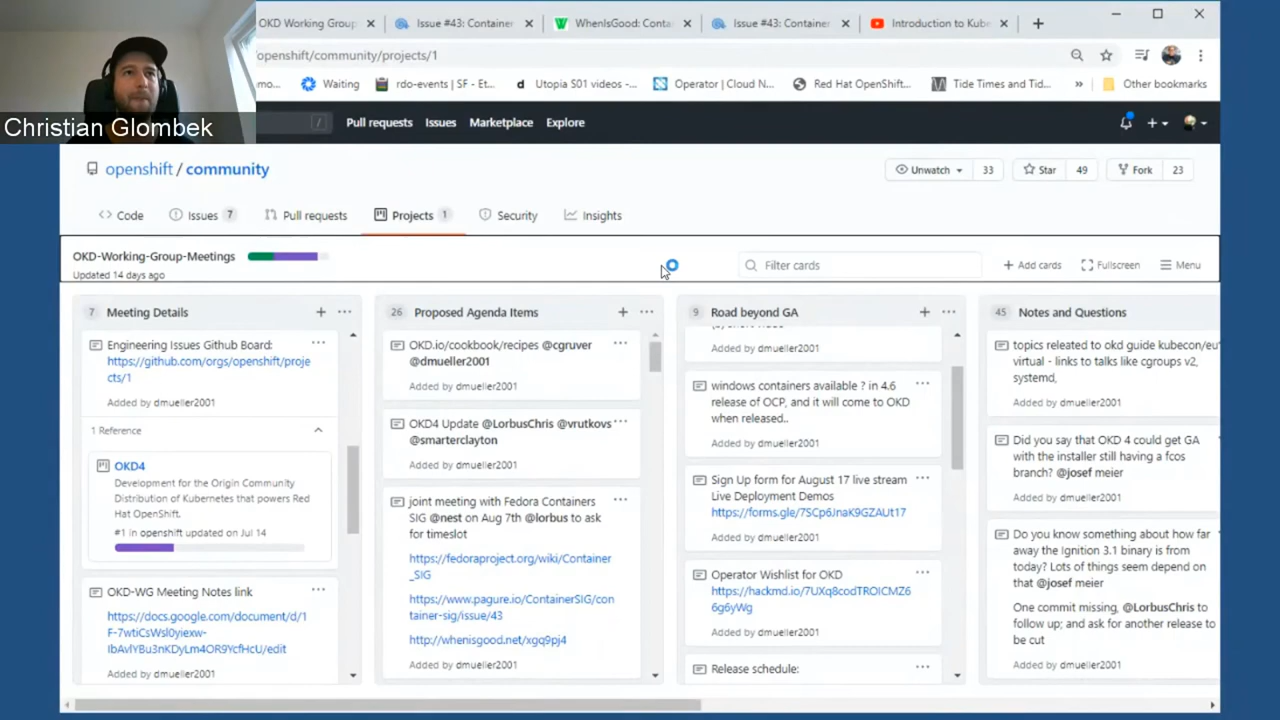 OKD Working Group
Issue #43: Container
WhenIsGood: Conta
Issue #43: Container
Introduction to Kube
openshift/community/projects/1
mo...
Waiting
rdo-events | SF - Et...
Utopia S01 videos -...
Operator | Cloud N...
Red Hat OpenShift...
Tide Times and Tid...
»
Other bookmarks
Christian Glombek
/
Pull requests
Issues
Marketplace
Explore
openshift / community
Unwatch
33
Star
49
Fork
23
Code
Issues 7
Pull requests
Projects 1
Security
Insights
OKD-Working-Group-Meetings
Updated 14 days ago
Filter cards
+ Add cards
Fullscreen
Menu
7 Meeting Details
Engineering Issues Github Board:
https://github.com/orgs/openshift/proje
cts/1
Added by dmueller2001
1 Reference
OKD4
Development for the Origin Community
Distribution of Kubernetes that powers Red
Hat OpenShift.
#1 in openshift updated on Jul 14
OKD-WG Meeting Notes link
https://docs.google.com/document/d/1
F-7wtiCsWsl0yiexw-
IbAvlYBu3nKDyLm4OR9YcfHcU/edit
Added by dmueller2001
26 Proposed Agenda Items
OKD.io/cookbook/recipes @cgruver
@dmueller2001
Added by dmueller2001
OKD4 Update @LorbusChris @vrutkovs
@smarterclayton
Added by dmueller2001
joint meeting with Fedora Containers
SIG @nest on Aug 7th @lorbus to ask
for timeslot
https://fedoraproject.org/wiki/Container
_SIG
https://www.pagure.io/ContainerSIG/con
tainer-sig/issue/43
http://whenisgood.net/xgq9pj4
Added by dmueller2001
9 Road beyond GA
Added by dmueller2001
windows containers available ? in 4.6
release of OCP, and it will come to OKD
when released..
Added by dmueller2001
Sign Up form for August 17 live stream
Live Deployment Demos
https://forms.gle/7SCp6JnaK9GZAUt17
Added by dmueller2001
Operator Wishlist for OKD
https://hackmd.io/7UXq8codTROICMZ6
6g6yWg
Added by dmueller2001
Release schedule:
45 Notes and Questions
topics releated to okd guide kubecon/eu
virtual - links to talks like cgroups v2,
systemd,
Added by dmueller2001
Did you say that OKD 4 could get GA
with the installer still having a fcos
branch? @josef meier
Added by dmueller2001
Do you know something about how far
away the Ignition 3.1 binary is from
today? Lots of things seem depend on
that @josef meier
One commit missing, @LorbusChris to
follow up; and ask for another release to
be cut
Added by dmueller2001